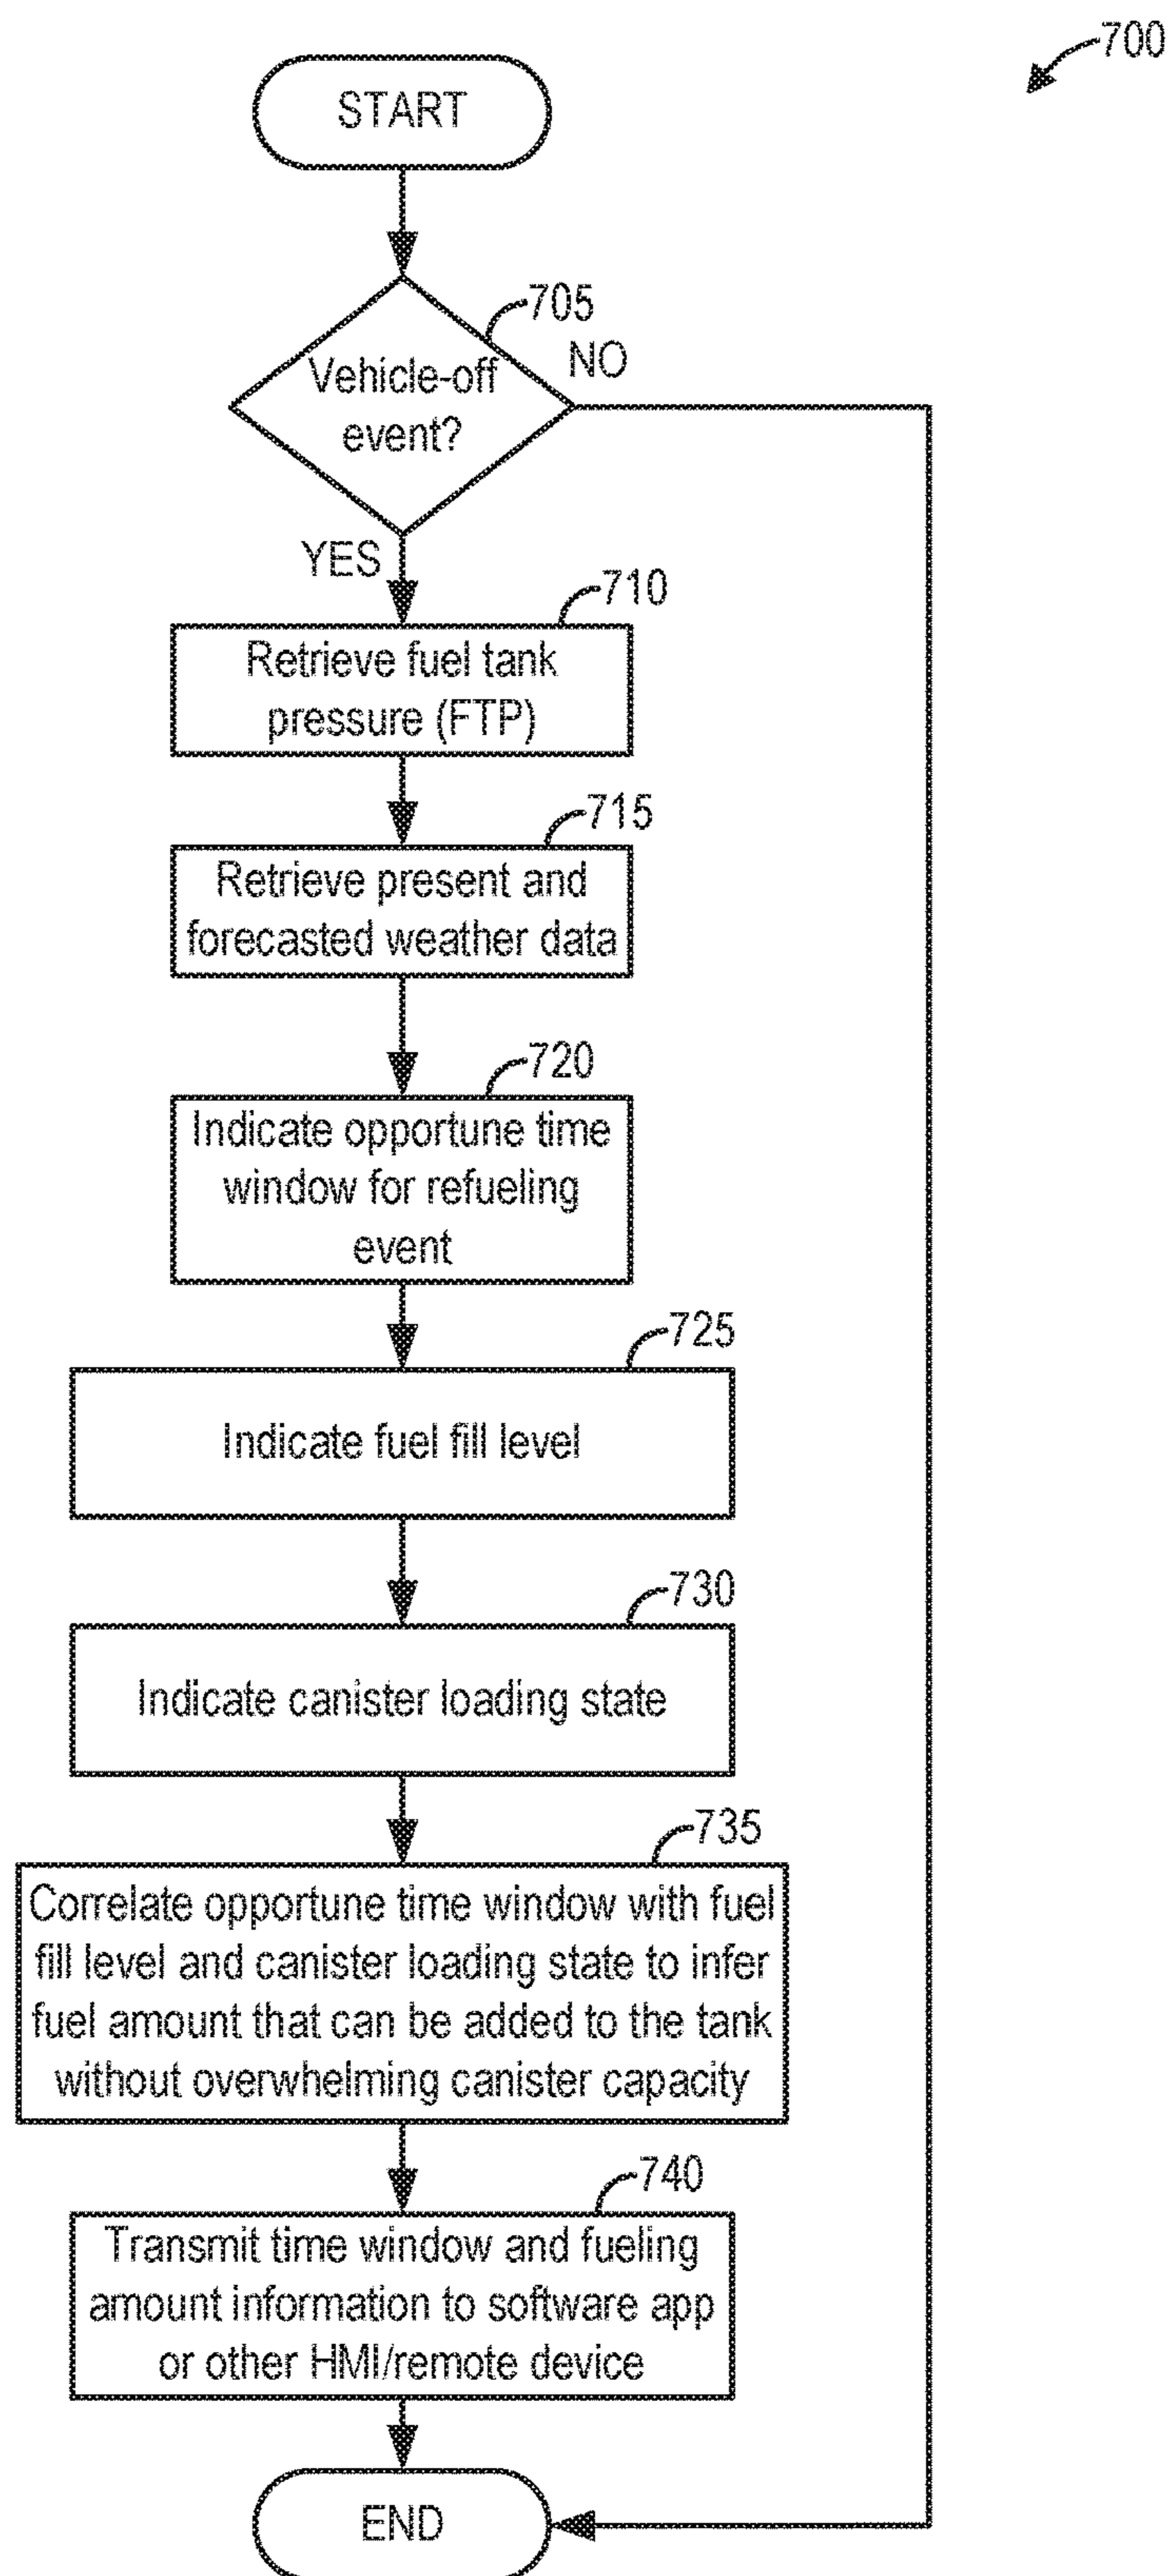 700
START
705
NO
Vehicle-off
event?
YES
710
Retrieve fuel tank
pressure (FTP)
715
Retrieve present and
forecasted weather data
720
Indicate opportune time
window for refueling
event
725
Indicate fuel fill level
730
Indicate canister loading state
735
Correlate opportune time window with fuel
fill level and canister loading state to infer
fuel amount that can be added to the tank
without overwhelming canister capacity
740
Transmit time window and fueling
amount information to software app
or other HMI/remote device
END